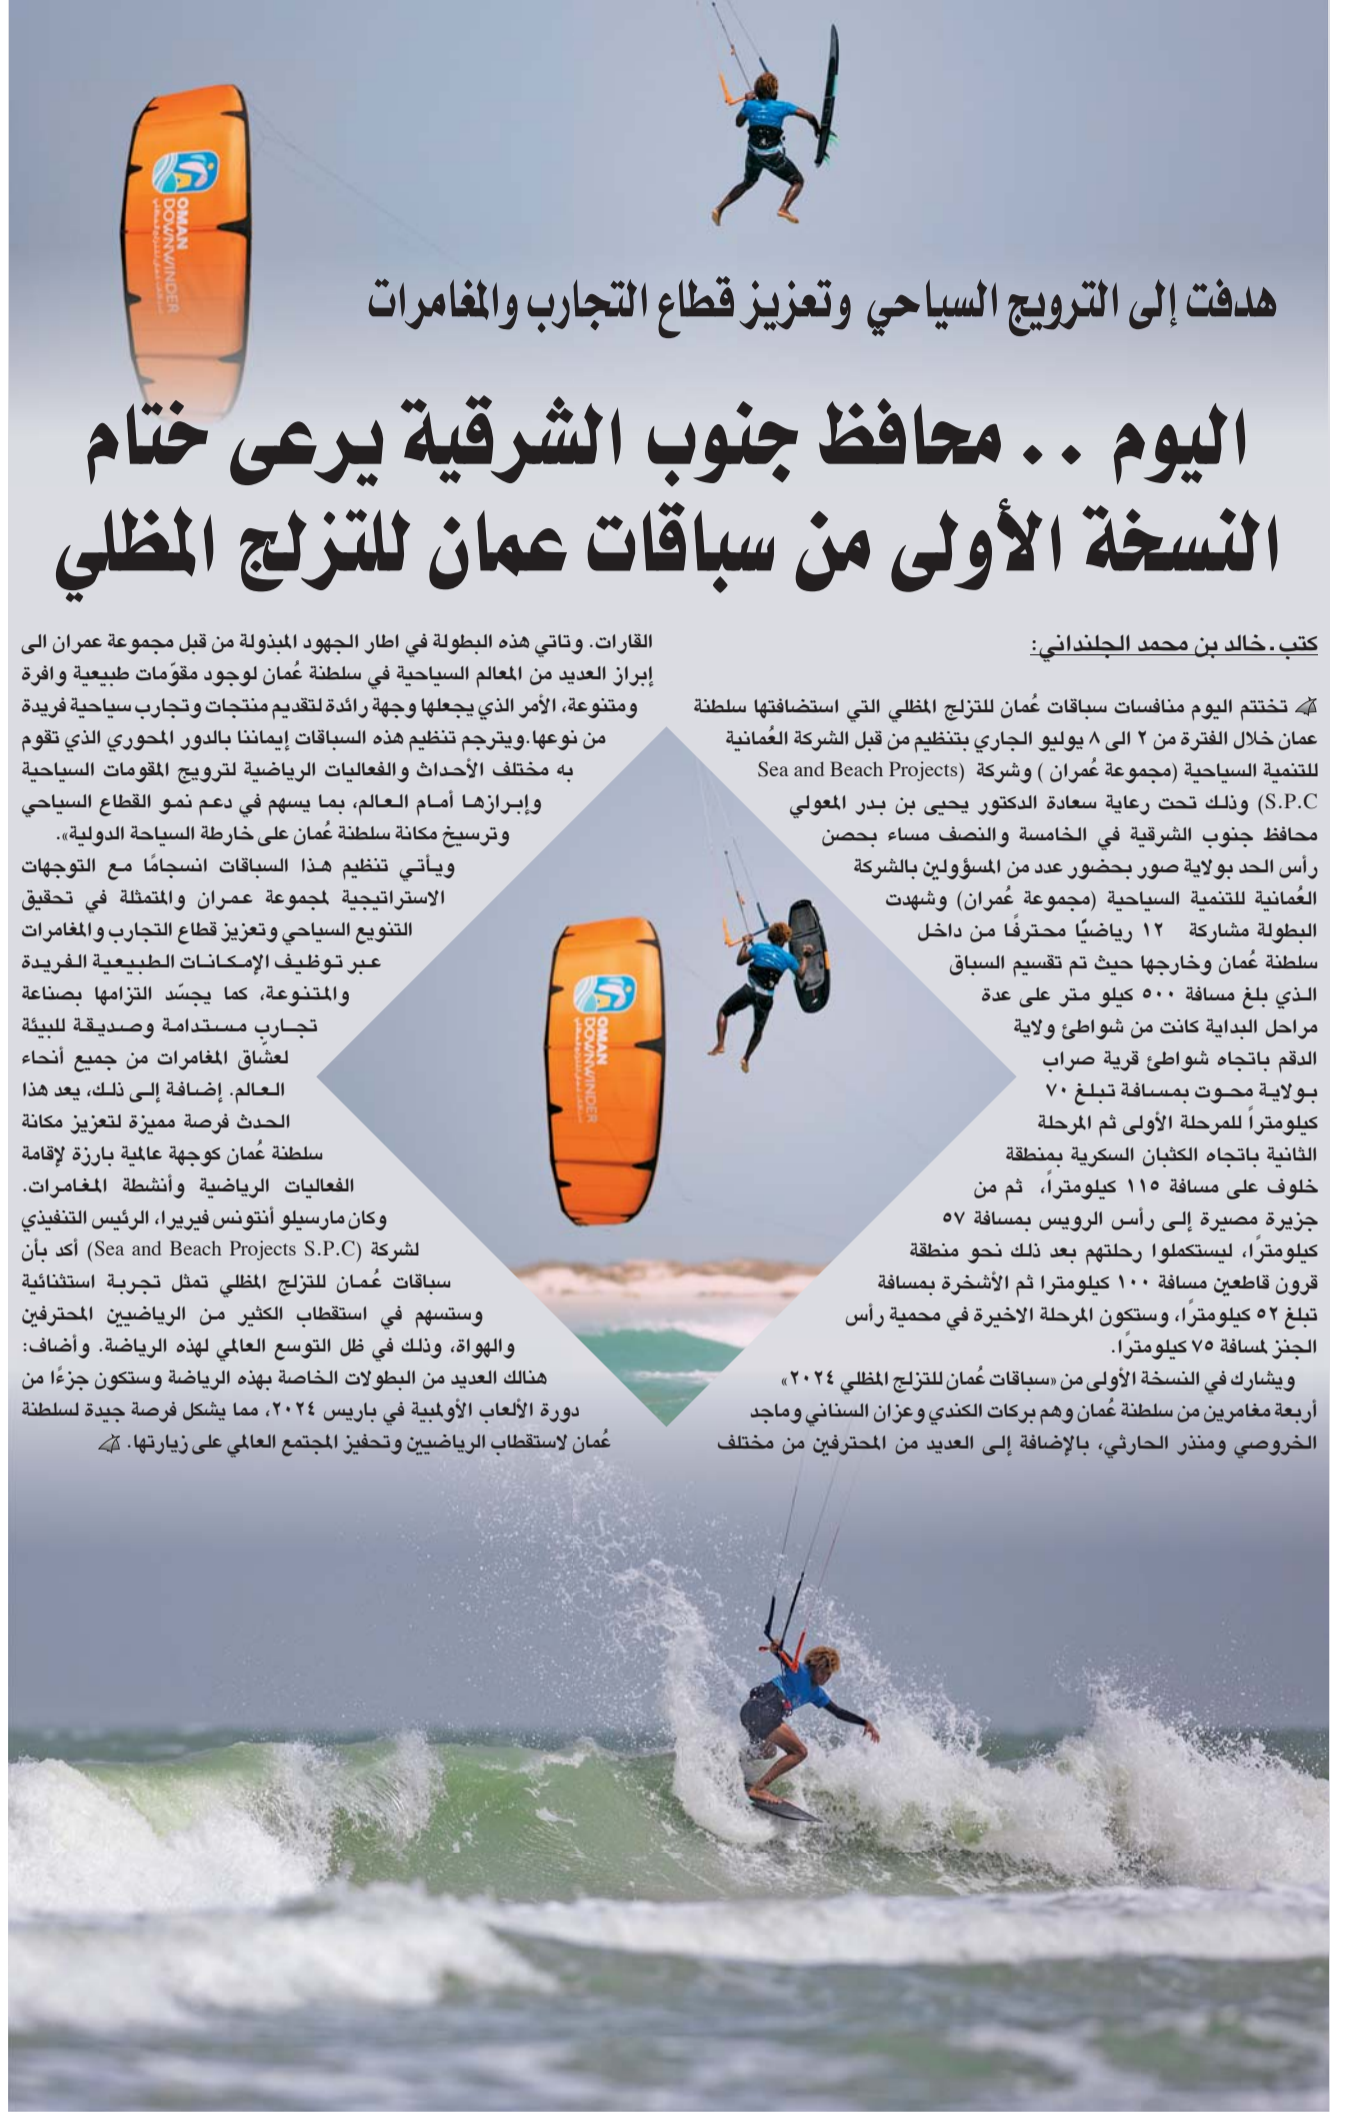 OMAN
DOWNWINDER
هدفت إلى الترويج السياحي وتعزيز قطاع التجارب والمغامرات
اليوم .. محافظ جنوب الشرقية يرعى ختام
النسخة الأولى من سباقات عمان للتزلج المظلي
كتب. خالد بن محمد الجلنداني:
تختتم اليوم منافسات سباقات عُمان للتزلج المظلي التي استضافتها سلطنة
عمان خلال الفترة من ٢ الى ٨ يوليو الجاري بتنظيم من قبل الشركة العُمانية
للتنمية السياحية (مجموعة عُمران ) وشركة (Sea and Beach Projects
S.P.C) وذلك تحت رعاية سعادة الدكتور يحيى بن بدر المعولي
محافظ جنوب الشرقية في الخامسة والنصف مساء بحصن
رأس الحد بولاية صور بحضور عدد من المسؤولين بالشركة
العُمانية للتنمية السياحية (مجموعة عُمران) وشهدت
البطولة مشاركة ١٢ رياضيًا محترفًا من داخل
سلطنة عُمان وخارجها حيث تم تقسيم السباق
الذي بلغ مسافة ٥٠٠ كيلو متر على عدة
مراحل البداية كانت من شواطئ ولاية
الدقم باتجاه شواطئ قرية صراب
بولاية محوت بمسافة تبلغ ٧٠
كيلومتراً للمرحلة الأولى ثم المرحلة
الثانية باتجاه الكثبان السكرية بمنطقة
خلوف على مسافة ١١٥ كيلومتراً، ثم من
جزيرة مصيرة إلى رأس الرويس بمسافة ٥٧
كيلومترًا، ليستكملوا رحلتهم بعد ذلك نحو منطقة
قرون قاطعين مسافة ١٠٠ كيلومترا ثم الأشخرة بمسافة
تبلغ ٥٢ كيلومترًا، وستكون المرحلة الاخيرة في محمية رأس
الجنز لمسافة ٧٥ كيلومترًا.
ويشارك في النسخة الأولى من «سباقات عُمان للتزلج المظلي ٢٠٢٤»
أربعة مغامرين من سلطنة عُمان وهم بركات الكندي وعزان السناني وماجد
الخروصي ومنذر الحارثي، بالإضافة إلى العديد من المحترفين من مختلف
القارات. وتاتي هذه البطولة في اطار الجهود المبذولة من قبل مجموعة عمران الى
إبراز العديد من المعالم السياحية في سلطنة عُمان لوجود مقوّمات طبيعية وافرة
ومتنوعة، الأمر الذي يجعلها وجهة رائدة لتقديم منتجات وتجارب سياحية فريدة
من نوعها.ويترجم تنظيم هذه السباقات إيماننا بالدور المحوري الذي تقوم
به مختلف الأحداث والفعاليات الرياضية لترويج المقومات السياحية
وإبرازها أمام العالم، بما يسهم في دعم نمو القطاع السياحي
وترسيخ مكانة سلطنة عُمان على خارطة السياحة الدولية».
ويأتي تنظيم هذا السباقات انسجامًا مع التوجهات
الاستراتيجية لمجموعة عمران والمتمثلة في تحقيق
التنويع السياحي وتعزيز قطاع التجارب والمغامرات
عبر توظيف الإمكانات الطبيعية الفريدة
والمتنوعة، كما يجسّد التزامها بصناعة
تجاربٍ مستدامة وصديقة للبيئة
لعشّاق المغامرات من جميع أنحاء
العالم. إضافة إلى ذلك، يعد هذا
الحدث فرصة مميزة لتعزيز مكانة
سلطنة عُمان كوجهة عالمية بارزة لإقامة
الفعاليات الرياضية وأنشطة المغامرات.
وكان مارسيلو أنتونس فيريرا، الرئيس التنفيذي
لشركة (Sea and Beach Projects S.P.C) أكد بأن
سباقات عُمان للتزلج المظلي تمثل تجربة استثنائية
وستسهم في استقطاب الكثير من الرياضيين المحترفين
والهواة، وذلك في ظل التوسع العالمي لهذه الرياضة. وأضاف:
هنالك العديد من البطولات الخاصة بهذه الرياضة وستكون جزءًا من
دورة الألعاب الأولمبية في باريس ٢٠٢٤، مما يشكل فرصة جيدة لسلطنة
عُمان لاستقطاب الرياضيين وتحفيز المجتمع العالمي على زيارتها.
OMAN
DOWNWINDER